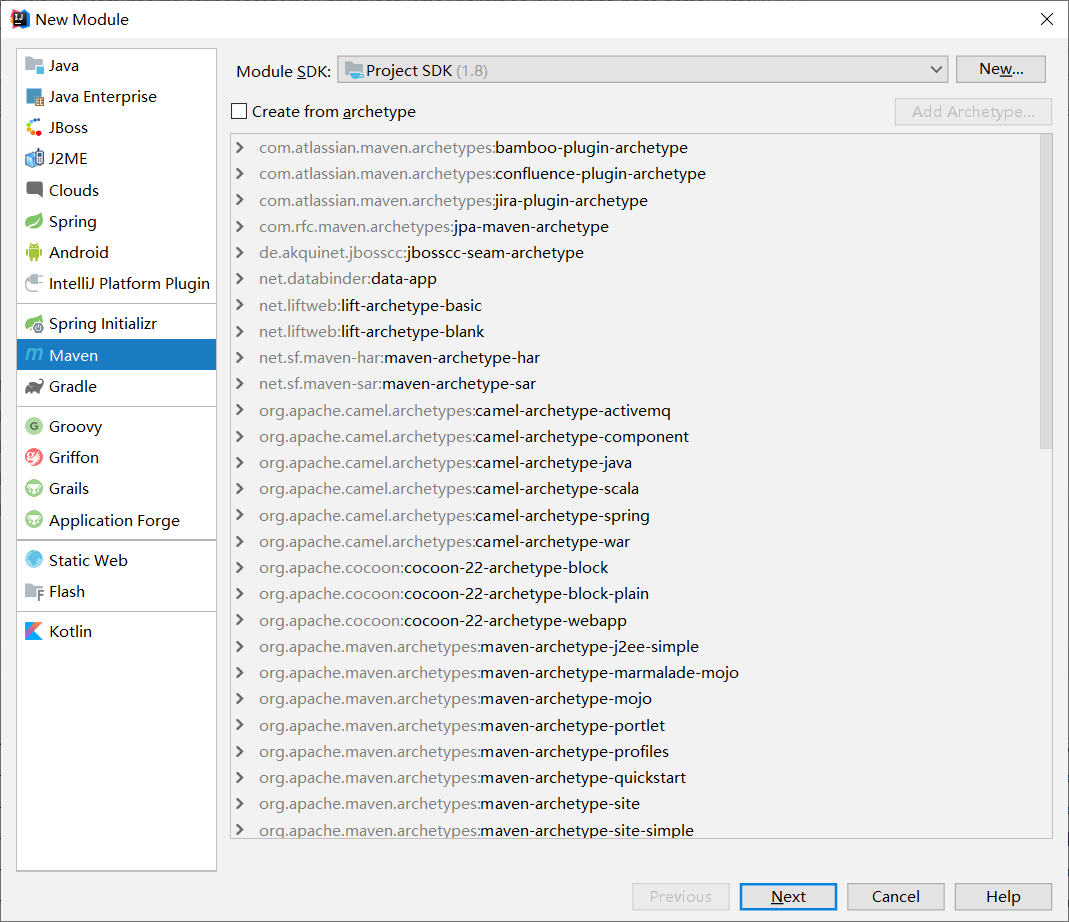 New Module
Java
Java Enterprise
JBoss
J2ME
Clouds
Spring
Android
IntelliJ Platform Plugin
Spring Initializr
Maven
Gradle
Groovy
Griffon
Grails
Application Forge
Static Web
Flash
Kotlin
Module SDK: Project SDK (1.8) New...
Create from archetype Add Archetype...
com.atlassian.maven.archetypes:bamboo-plugin-archetype
com.atlassian.maven.archetypes:confluence-plugin-archetype
com.atlassian.maven.archetypes:jira-plugin-archetype
com.rfc.maven.archetypes:jpa-maven-archetype
de.akquinet.jbosscc:jbosscc-seam-archetype
net.databinder:data-app
net.liftweb:lift-archetype-basic
net.liftweb:lift-archetype-blank
net.sf.maven-har:maven-archetype-har
net.sf.maven-sar:maven-archetype-sar
org.apache.camel.archetypes:camel-archetype-activemq
org.apache.camel.archetypes:camel-archetype-component
org.apache.camel.archetypes:camel-archetype-java
org.apache.camel.archetypes:camel-archetype-scala
org.apache.camel.archetypes:camel-archetype-spring
org.apache.camel.archetypes:camel-archetype-war
org.apache.cocoon:cocoon-22-archetype-block
org.apache.cocoon:cocoon-22-archetype-block-plain
org.apache.cocoon:cocoon-22-archetype-webapp
org.apache.maven.archetypes:maven-archetype-j2ee-simple
org.apache.maven.archetypes:maven-archetype-marmalade-mojo
org.apache.maven.archetypes:maven-archetype-mojo
org.apache.maven.archetypes:maven-archetype-portlet
org.apache.maven.archetypes:maven-archetype-profiles
org.apache.maven.archetypes:maven-archetype-quickstart
org.apache.maven.archetypes:maven-archetype-site
org.apache.maven.archetypes:maven-archetype-site-simple
Previous Next Cancel Help